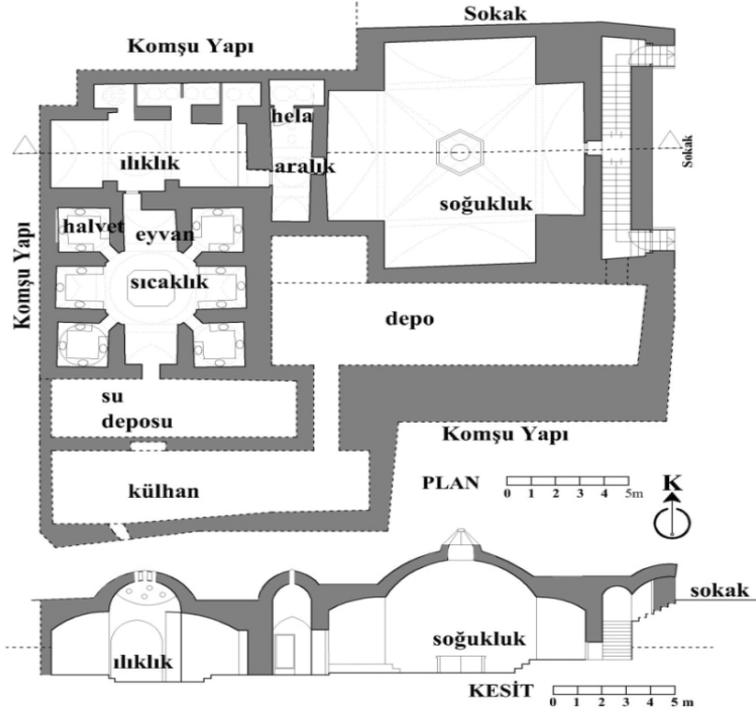 Sokak
Komşu Yapı
hela
ılıklık
aralık
Sokak
soğukluk
halvet
eyvan
Komşu Yapı
sıcaklık
depo
su
deposu
Komşu Yapı
külhan
PLAN
0 1 2 3 4 5m
K
sokak
ılıklık
soğukluk
KESİT
0 1 2 3 4 5 m